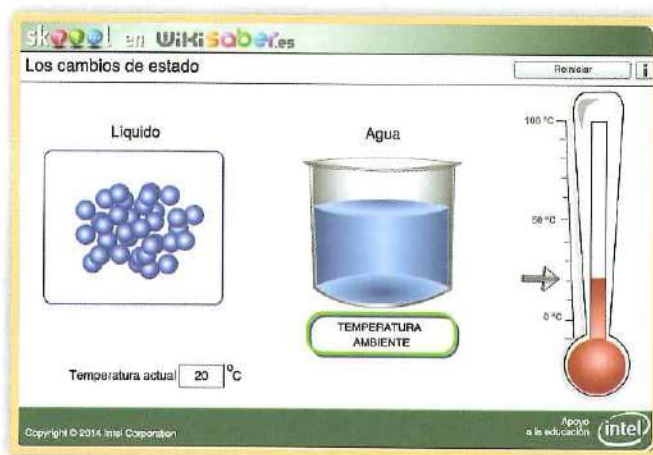 skoool en wikisaber.es
Los cambios de estado
Reiniciar
i
Líquido
Agua
100 °C
50 °C
0 °C
TEMPERATURA
AMBIENTE
Temperatura actual 20 °C
Copyright © 2014 Intel Corporation
Apoyo
a la educación
intel